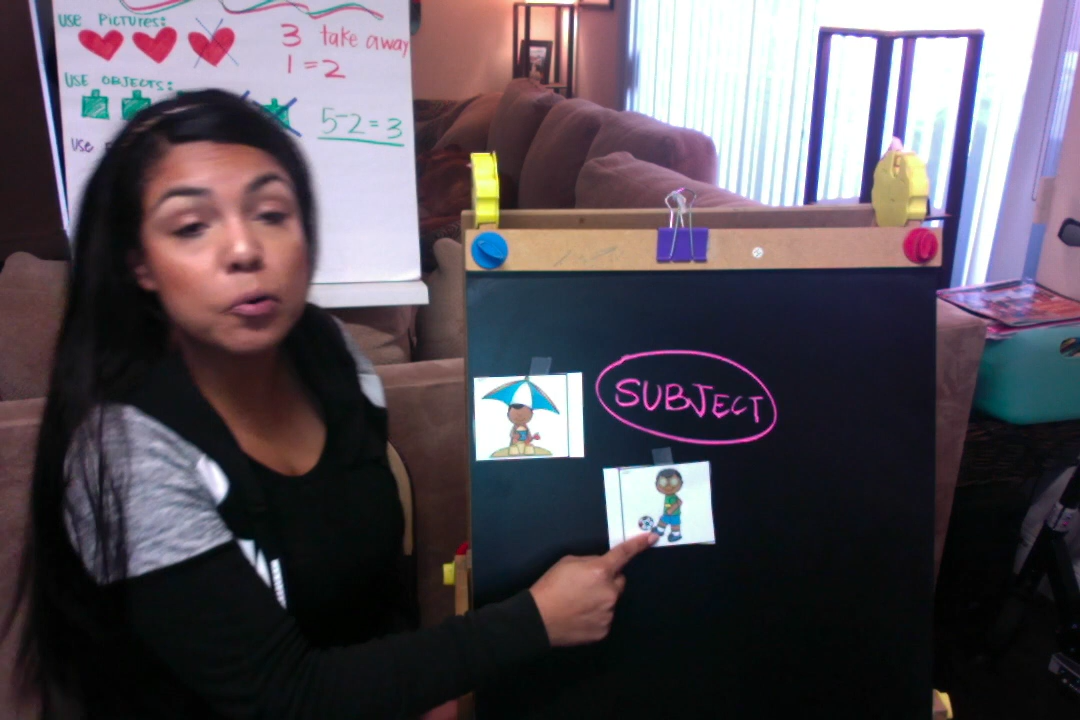 USE PICTURES:
3 take away
1 = 2
USE OBJECTS:
5-2=3
USE
SUBJECT